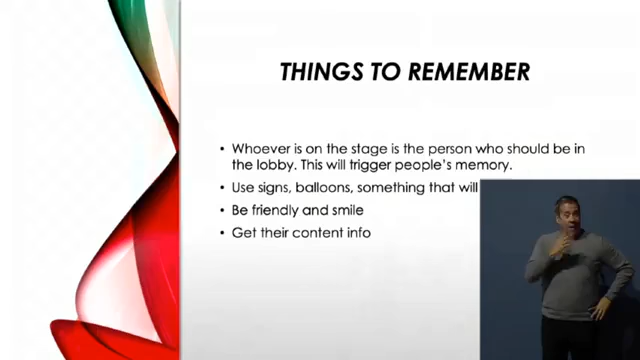 THINGS TO REMEMBER
• Whoever is on the stage is the person who should be in
the lobby. This will trigger people's memory.
• Use signs, balloons, something that will
• Be friendly and smile
• Get their content info